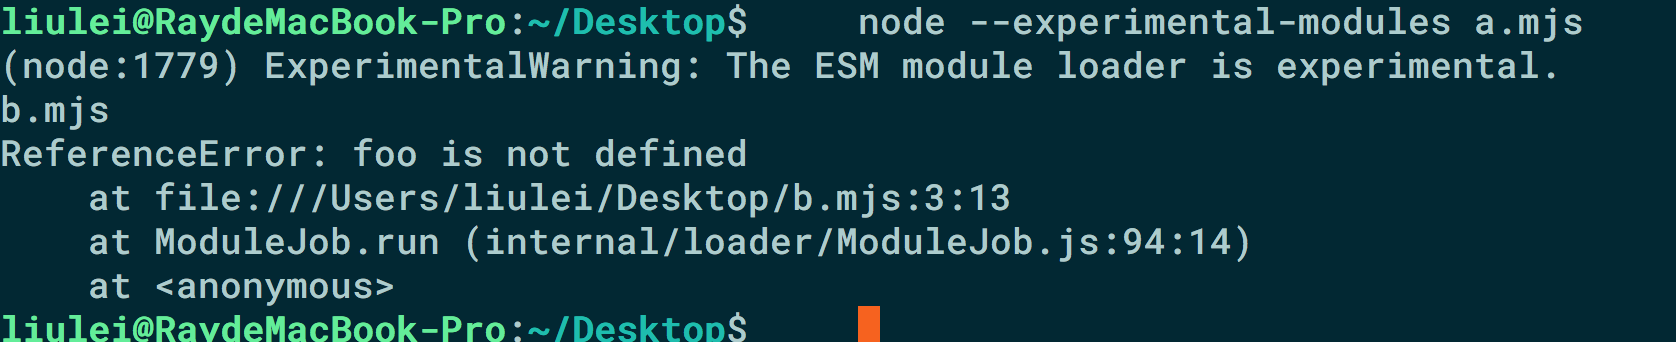 liulei@RaydeMacBook-Pro:~/Desktop$     node --experimental-modules a.mjs
(node:1779) ExperimentalWarning: The ESM module loader is experimental.
b.mjs
ReferenceError: foo is not defined
    at file:///Users/liulei/Desktop/b.mjs:3:13
    at ModuleJob.run (internal/loader/ModuleJob.js:94:14)
    at <anonymous>
liulei@RaydeMacBook-Pro:~/Desktop$